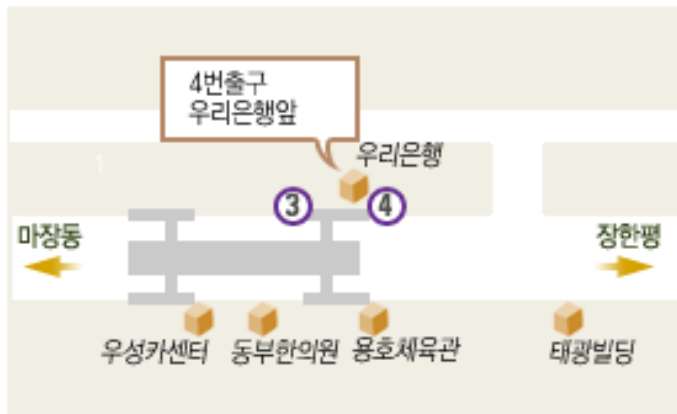 4번출구
우리은행앞
1
우리은행
3
4
마장동
장한평
우성카센터
동부한의원
용호체육관
태광빌딩